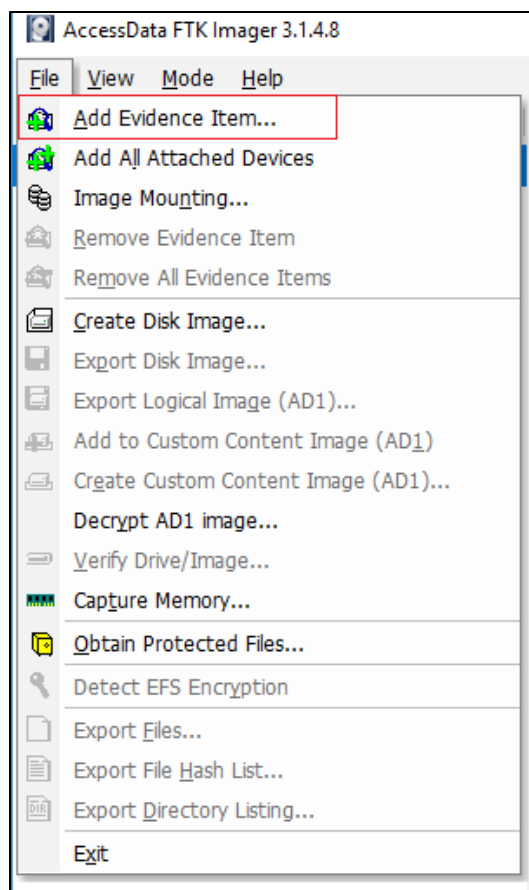 AccessData FTK Imager 3.1.4.8
File View Mode Help
Add Evidence Item...
Add All Attached Devices
Image Mounting...
Remove Evidence Item
Remove All Evidence Items
Create Disk Image...
Export Disk Image...
Export Logical Image (AD1)...
Add to Custom Content Image (AD1)
Create Custom Content Image (AD1)...
Decrypt AD1 image...
Verify Drive/Image...
Capture Memory...
Obtain Protected Files...
Detect EFS Encryption
Export Files...
Export File Hash List...
DIR Export Directory Listing...
Exit